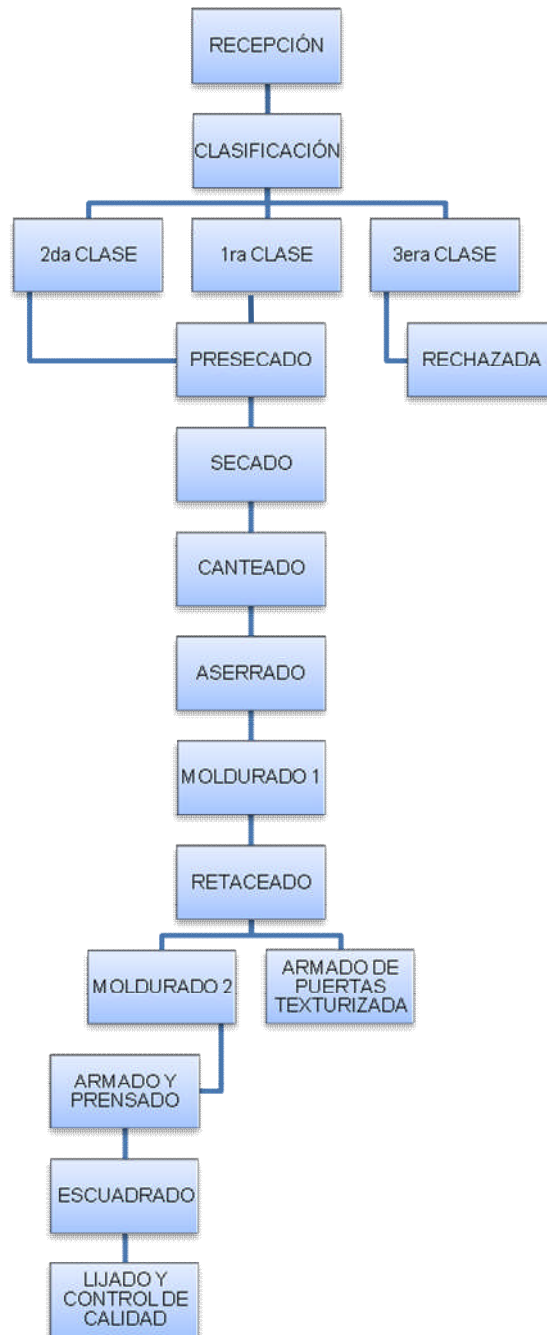 RECEPCIÓN
CLASIFICACIÓN
2da CLASE
1ra CLASE
3era CLASE
PRESECADO
RECHAZADA
SECADO
CANTEADO
ASERRADO
MOLDURADO 1
RETACEADO
MOLDURADO 2
ARMADO DE
PUERTAS
TEXTURIZADA
ARMADO Y
PRENSADO
ESCUADRADO
LIJADO Y
CONTROL DE
CALIDAD